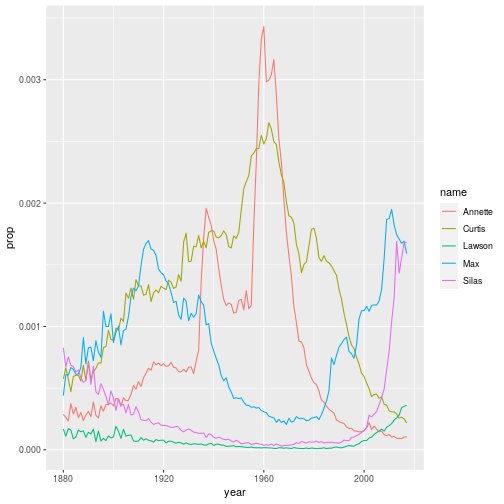 0.003
0.002
0.001
0.000
prop
1880
1920
1960
2000
year
name
Annette
Curtis
Lawson
Max
Silas